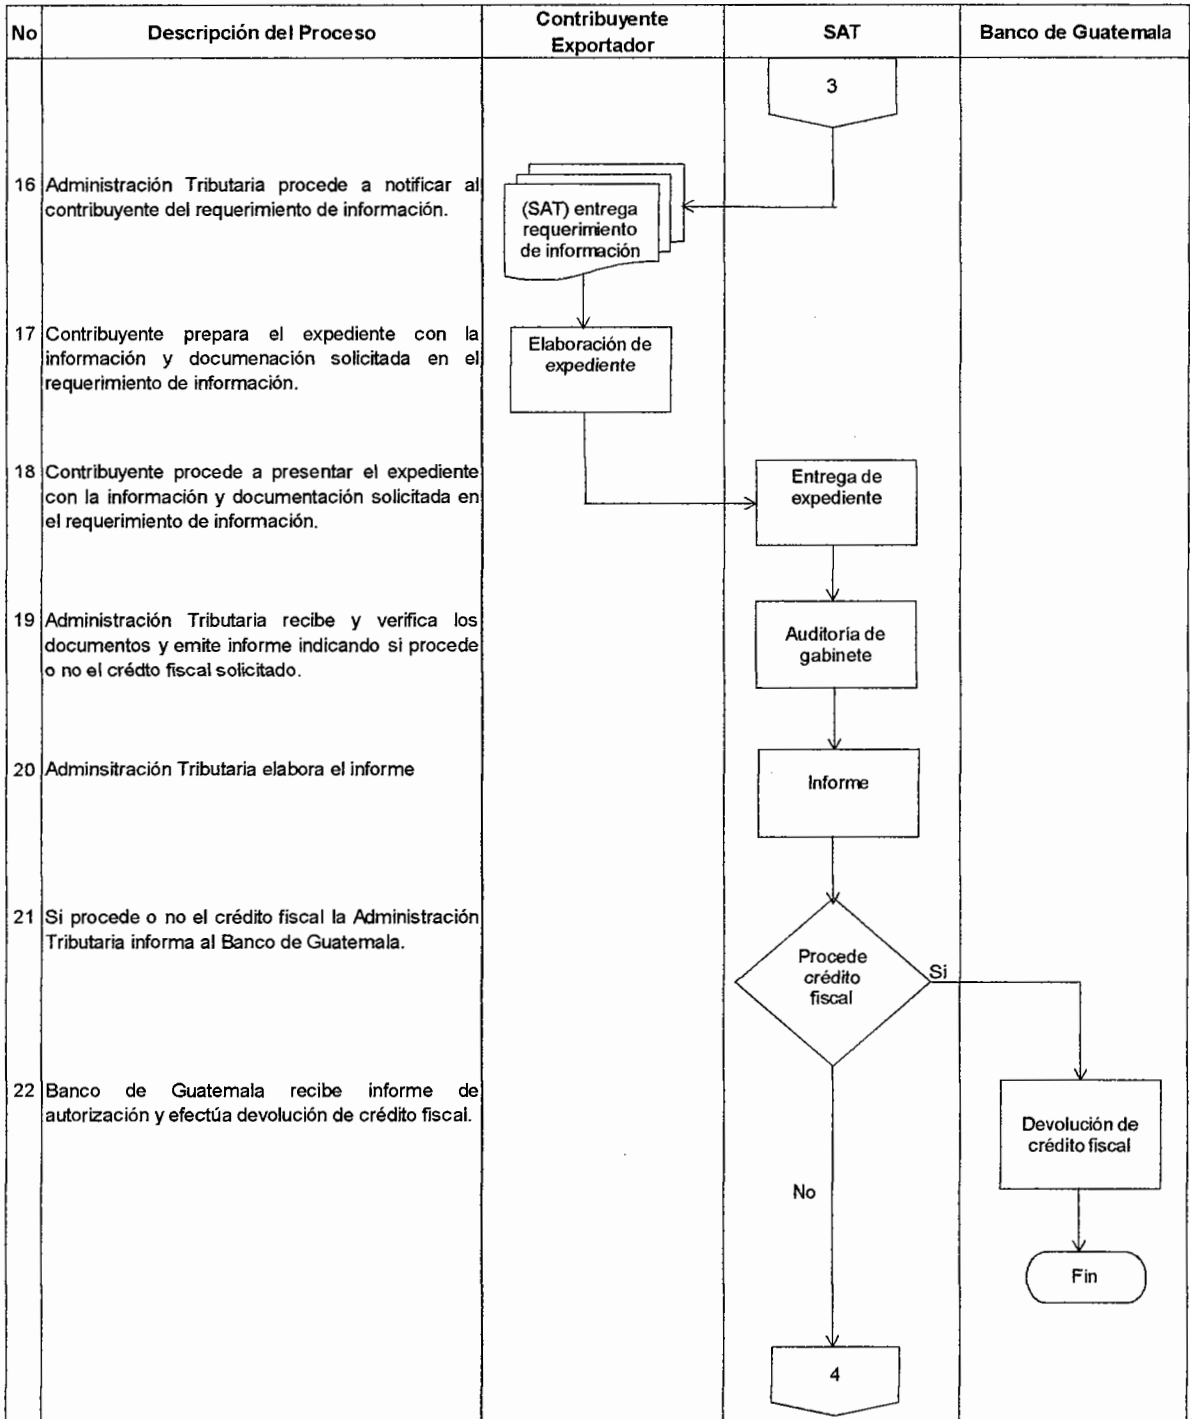 No
Descripción del Proceso
Contribuyente
Exportador
SAT
Banco de Guatemala
3
16 Administración Tributaria procede a notificar al
contribuyente del requerimiento de información.
(SAT) entrega
requerimiento
de información
17 Contribuyente prepara el expediente con la
información y documenación solicitada en el
requerimiento de información.
Elaboración de
expediente
18 Contribuyente procede a presentar el expediente
con la información y documentación solicitada en
el requerimiento de información.
Entrega de
expediente
19 Administración Tributaria recibe y verifica los
documentos y emite informe indicando si procede
o no el crédto fiscal solicitado.
Auditoría de
gabinete
20 Adminsitración Tributaria elabora el informe
Informe
21 Si procede o no el crédito fiscal la Administración
Tributaria informa al Banco de Guatemala.
Procede
crédito
fiscal
Si
22 Banco de Guatemala recibe informe de
autorización y efectúa devolución de crédito fiscal.
Devolución de
crédito fiscal
No
Fin
4